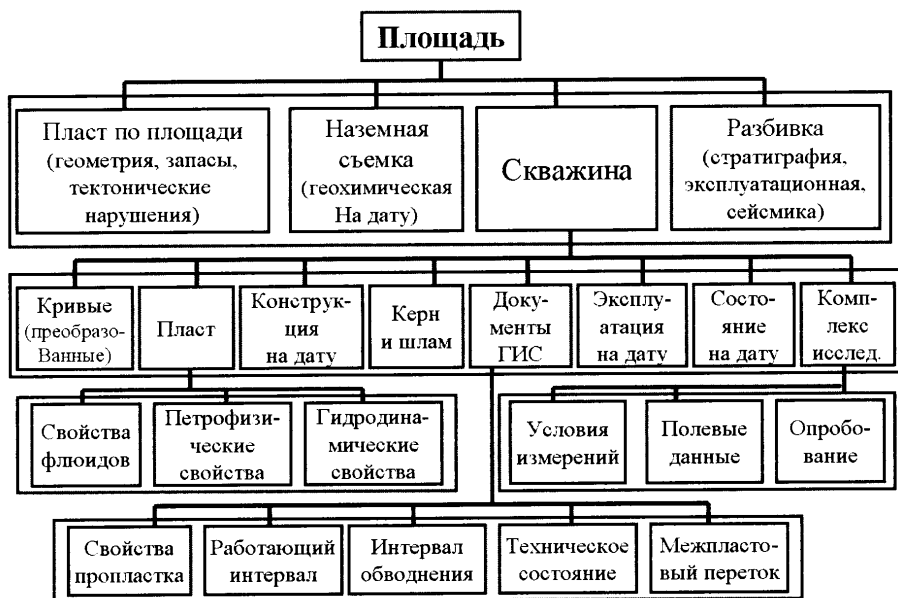 Площадь
Пласт по площади
(геометрия, запасы,
тектонические
нарушения)
Наземная
съемка
(геохимическая
На дату)
Скважина
Разбивка
(стратиграфия,
эксплуатационная,
сейсмика)
Кривые
(преобразо-
Ванные)
Пласт
Конструк-
ция
на дату
Керн
и шлам
Доку-
менты
ГИС
Эксплу-
атация
на дату
Состо-
яние
на дату
Комп-
лекс
исслед.
Свойства
флюидов
Петрофизи-
ческие
свойства
Гидродина-
мические
свойства
Условия
измерений
Полевые
данные
Опробо-
вание
Свойства
пропластка
Работающий
интервал
Интервал
обводнения
Техническое
состояние
Межпласто-
вый переток